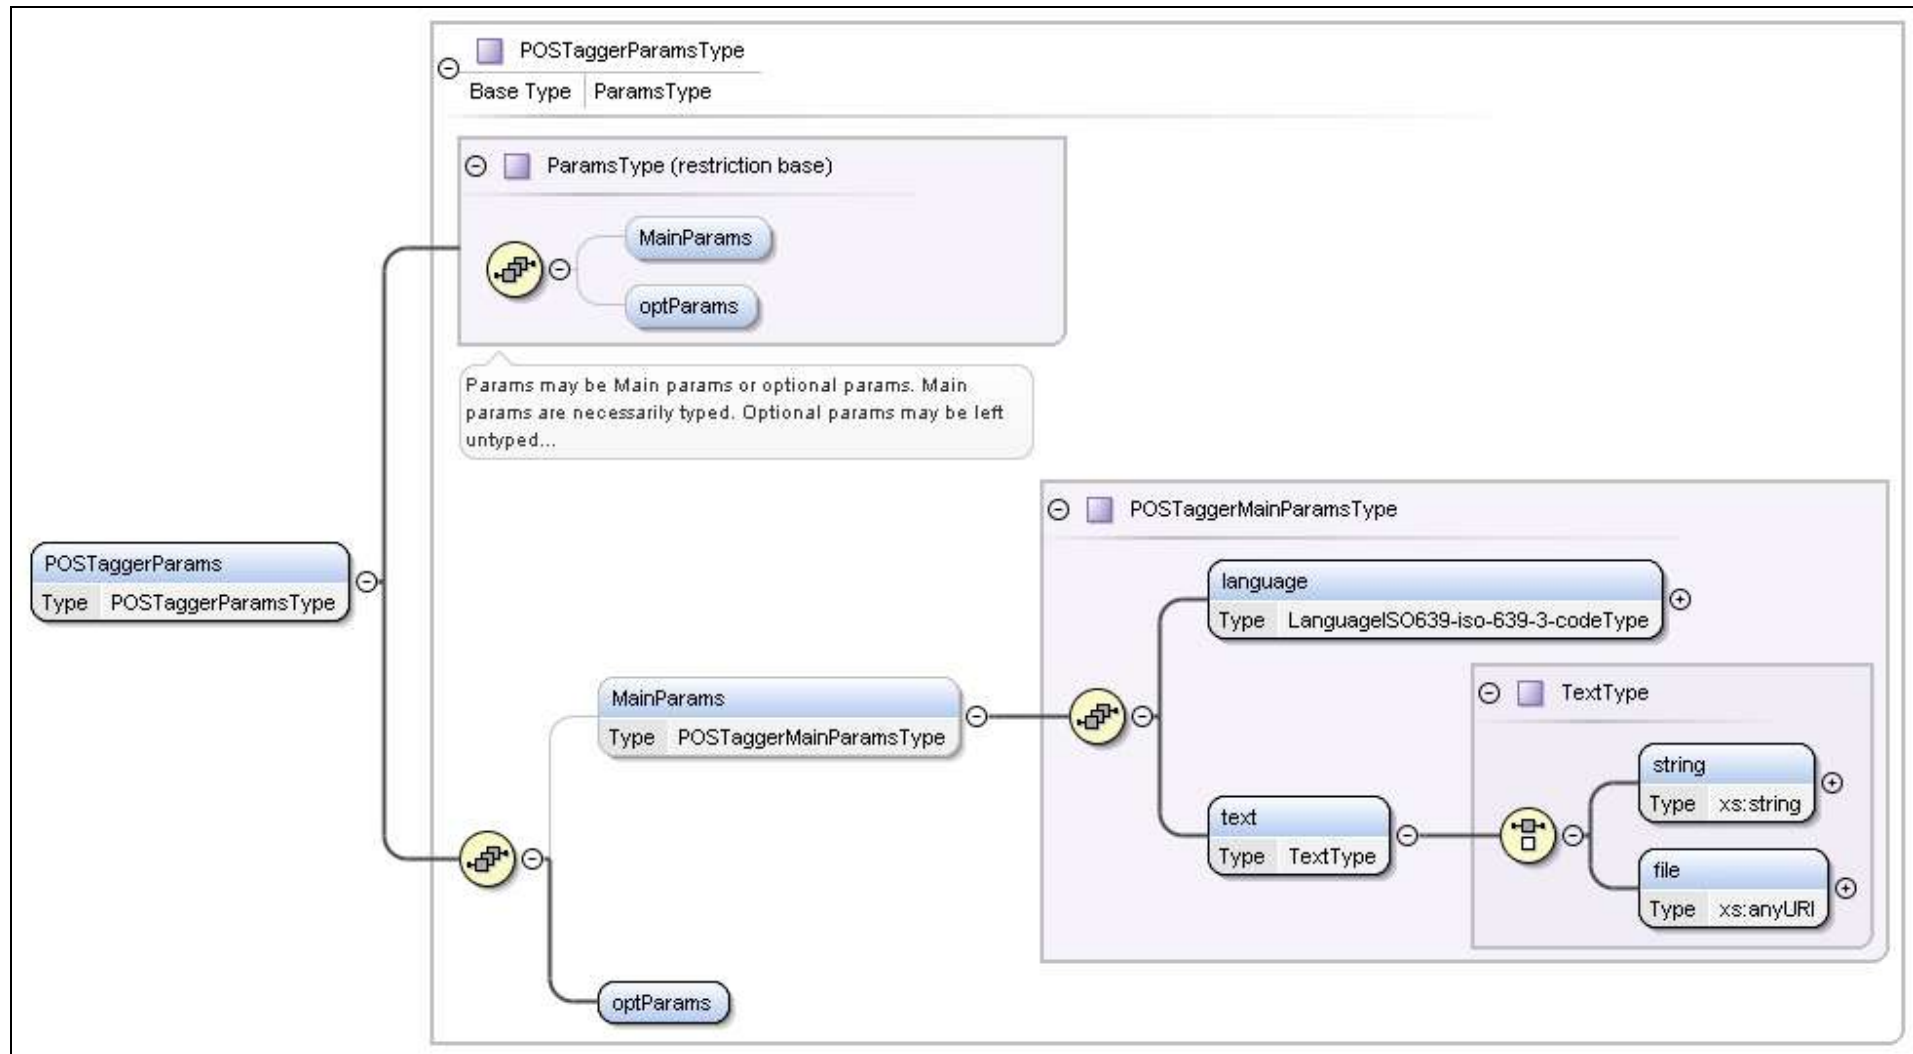 POSTaggerParamsType
Base Type ParamsType
ParamsType (restriction base)
MainParams
optParams
Params may be Main params or optional params. Main
params are necessarily typed. Optional params may be left
untyped...
POSTaggerMainParamsType
POSTaggerParams
Type POSTaggerParamsType
language
Type LanguageISO639-iso-639-3-codeType
MainParams
Type POSTaggerMainParamsType
TextType
string
Type xs:string
text
Type TextType
file
Type xs:anyURI
optParams